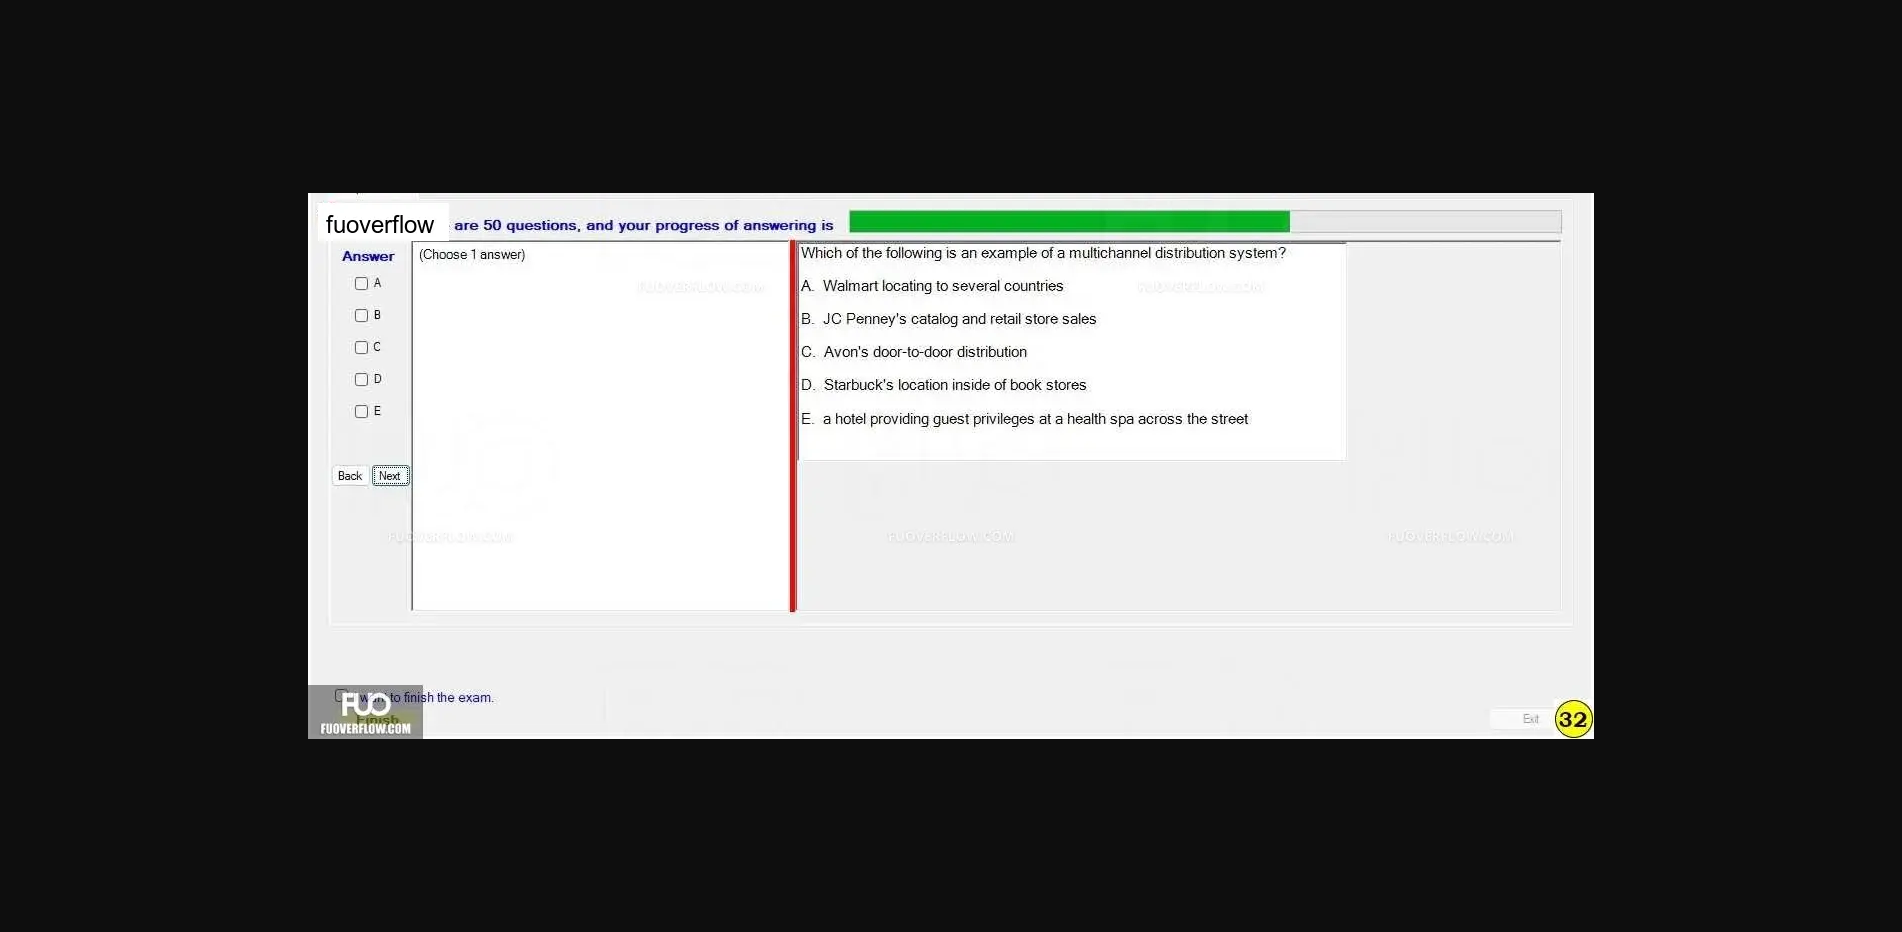 fuoverflow are 50 questions, and your progress of answering is
Answer
A
B
C
D
E
Back Next
(Choose 1 answer)
Which of the following is an example of a multichannel distribution system?
A. Walmart locating to several countries
B. JC Penney's catalog and retail store sales
C. Avon's door-to-door distribution
D. Starbuck's location inside of book stores
E. a hotel providing guest privileges at a health spa across the street
FUOVERFLOW.COM FUOVERFLOW.COM
FUOVERFLOW.COM FUOVERFLOW.COM FUOVERFLOW.COM
want to finish the exam.
Finish
FUO
FUOVERFLOW.COM
Exit 32